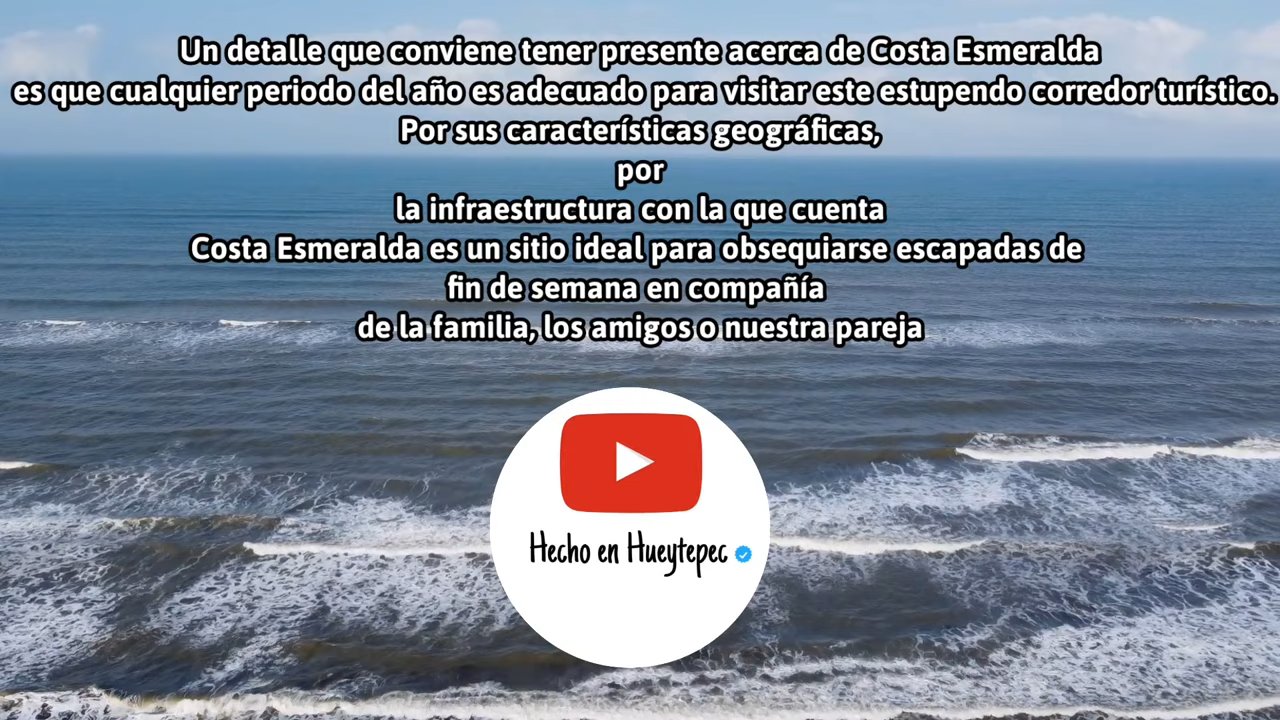 Un detalle que conviene tener presente acerca de Costa Esmeralda
es que cualquier periodo del año es adecuado para visitar este estupendo corredor turístico.
Por sus características geográficas,
por
la infraestructura con la que cuenta
Costa Esmeralda es un sitio ideal para obsequiarse escapadas de
fin de semana en compañía
de la familia, los amigos o nuestra pareja
Hecho en Hueytepec